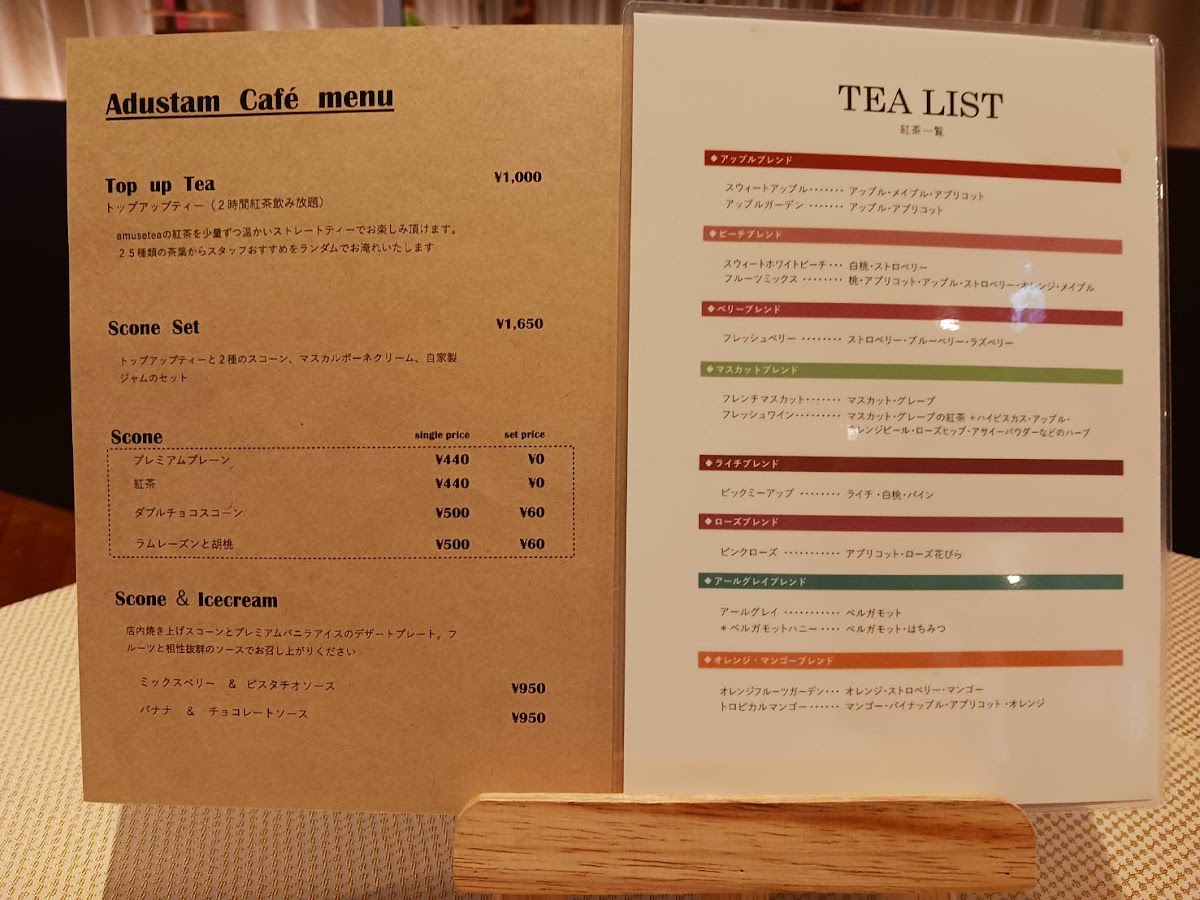 Adustam Café menu
Top up Tea ¥1,000
トップアップティー（２時間紅茶飲み放題）
amuseteaの紅茶を少量ずつ温かいストレートティーでお楽しみ頂けます。
２５種類の茶葉からスタッフおすすめをランダムでお淹れいたします
Scone Set ¥1,650
トップアップティーと２種のスコーン、マスカルポーネクリーム、自家製
ジャムのセット
Scone single price set price
プレミアムプレーン ¥440 ¥0
紅茶 ¥440 ¥0
ダブルチョコスコーン ¥500 ¥60
ラムレーズンと胡桃 ¥500 ¥60
Scone & Icecream
店内焼き上げスコーンとプレミアムバニラアイスのデザートプレート。フ
ルーツと相性抜群のソースでお召し上がりください
ミックスベリー ＆ ピスタチオソース ¥950
バナナ ＆ チョコレートソース ¥950
TEA LIST
紅茶一覧
◆アップルブレンド
スウィートアップル・・・・・・・ アップル・メイプル・アプリコット
アップルガーデン ・・・・・・・ アップル・アプリコット
◆ピーチブレンド
スウィートホワイトピーチ・・・ 白桃・ストロベリー
フルーツミックス ・・・・・・・・ 桃・アプリコット・アップル・ストロベリー・オレンジ・メイプル
◆ベリーブレンド
フレッシュベリー ・・・・・・・・ ストロベリー・ブルーベリー・ラズベリー
◆マスカットブレンド
フレンチマスカット・・・・・・・ マスカット・グレープ
フレッシュワイン・・・・・・・・・ マスカット・グレープの紅茶 ＋ハイビスカス・アップル・
オレンジピール・ローズヒップ・アサイーパウダーなどのハーブ
◆ライチブレンド
ピックミーアップ ・・・・・・・・ ライチ・白桃・パイン
◆ローズブレンド
ピンクローズ ・・・・・・・・・・・ アプリコット・ローズ花びら
◆アールグレイブレンド
アールグレイ ・・・・・・・・・・・ ベルガモット
＊ベルガモットハニー・・・・ ベルガモット・はちみつ
◆オレンジ・マンゴーブレンド
オレンジフルーツガーデン・・・ オレンジ・ストロベリー・マンゴー
トロピカルマンゴー・・・・・・ マンゴー・パイナップル・アプリコット・オレンジ